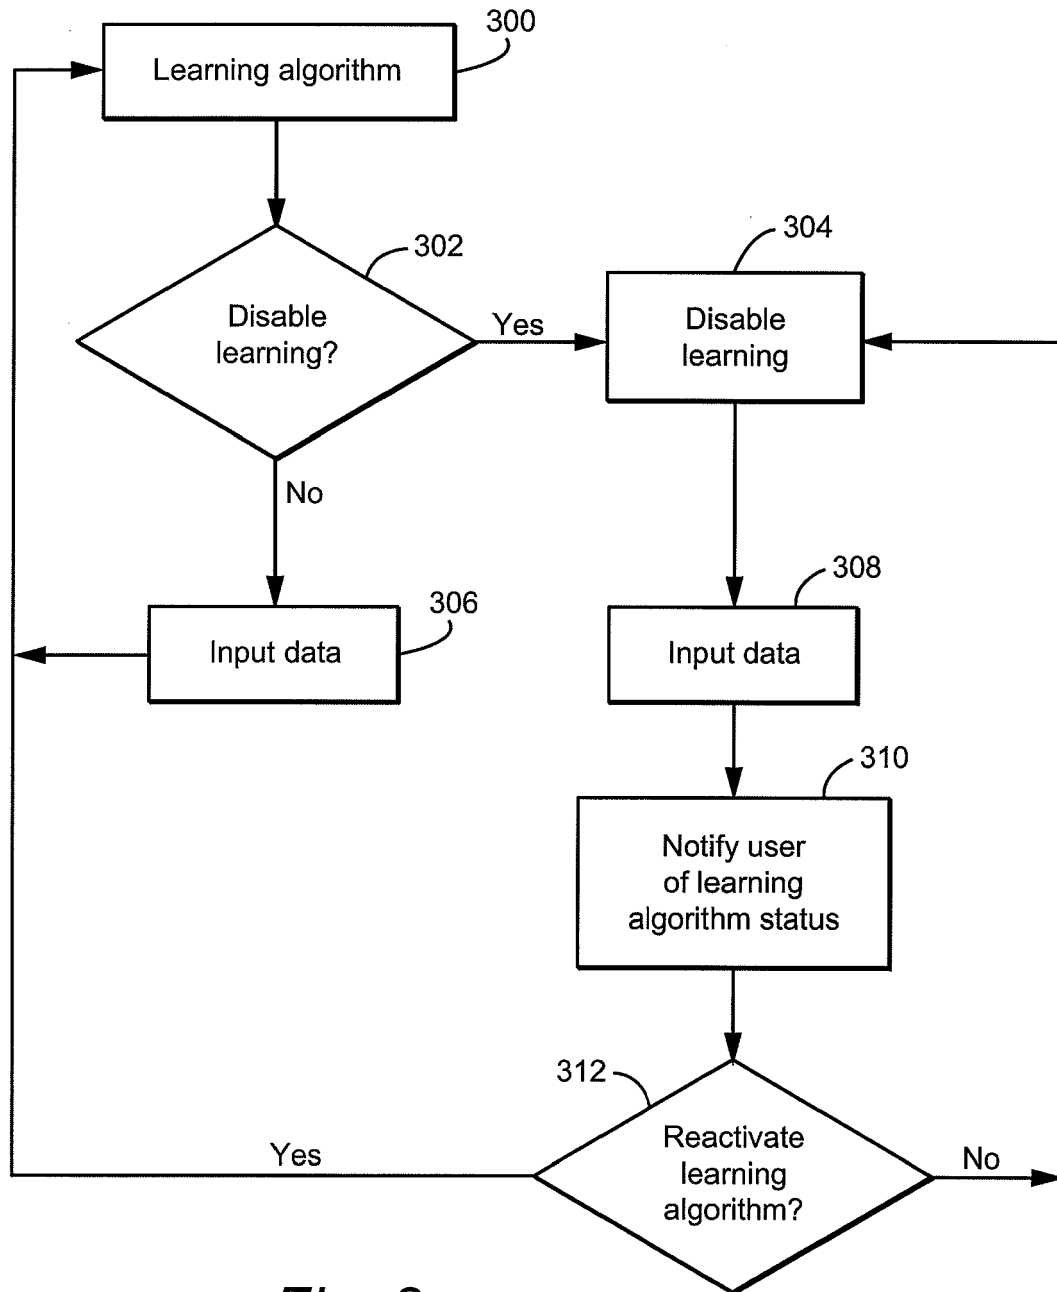 300
Learning algorithm
302
Disable
learning?
Yes
304
Disable
learning
No
306
Input data
308
Input data
310
Notify user
of learning
algorithm status
312
Reactivate
learning
algorithm?
Yes
No